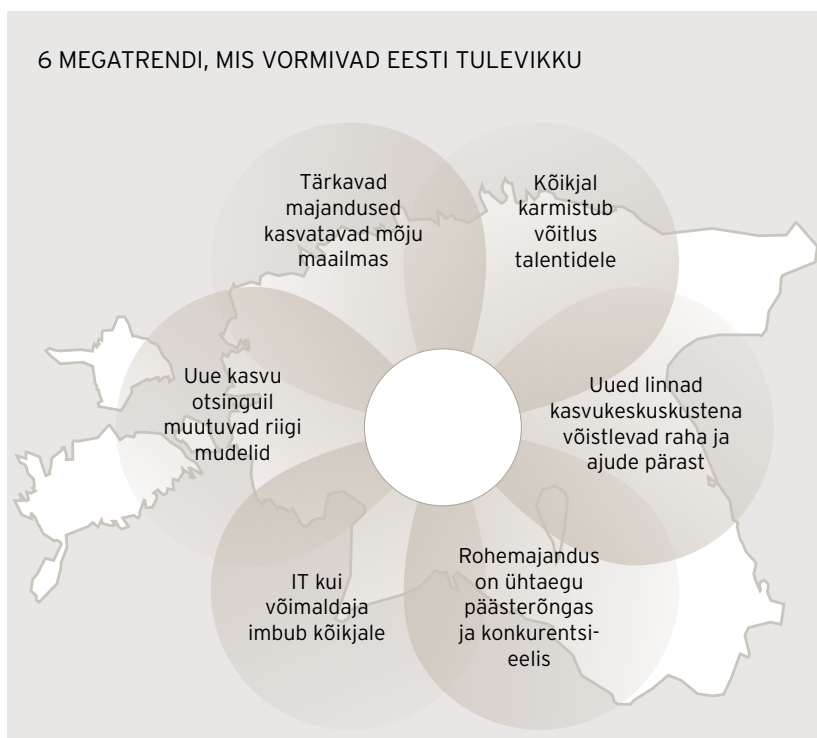 6 MEGATRENDI, MIS VORMIVAD EESTI TULEVIKKU
Tärkavad
majandused
kasvatavad mõju
maailmas
Kõikjal
karmistub
võitlus
talentidele
Uue kasvu
otsinguil
muutuvad riigi
mudelid
Uued linnad
kasvukeskuskustena
võistlevad raha ja
ajude pärast
IT kui
võimaldaja
imbub kõikjale
Rohemajandus
on ühtaegu
päästerõngas
ja konkurentsi-
eelis